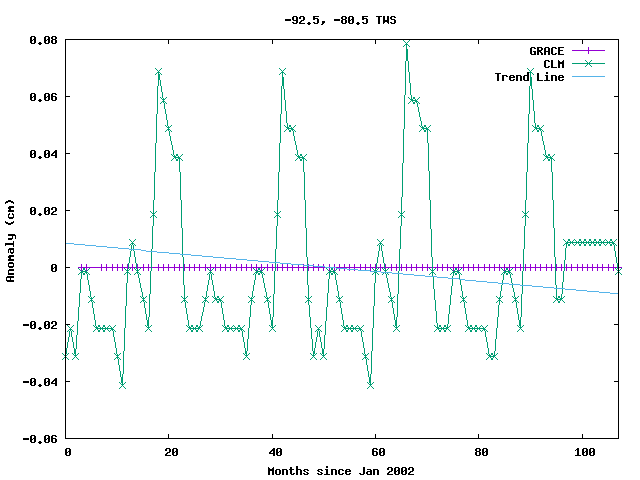 -92.5, -80.5 TWS
GRACE
CLM
Trend Line
0.08
0.06
0.04
0.02
0
-0.02
-0.04
-0.06
Anomaly (cm)
0 20 40 60 80 100
Months since Jan 2002